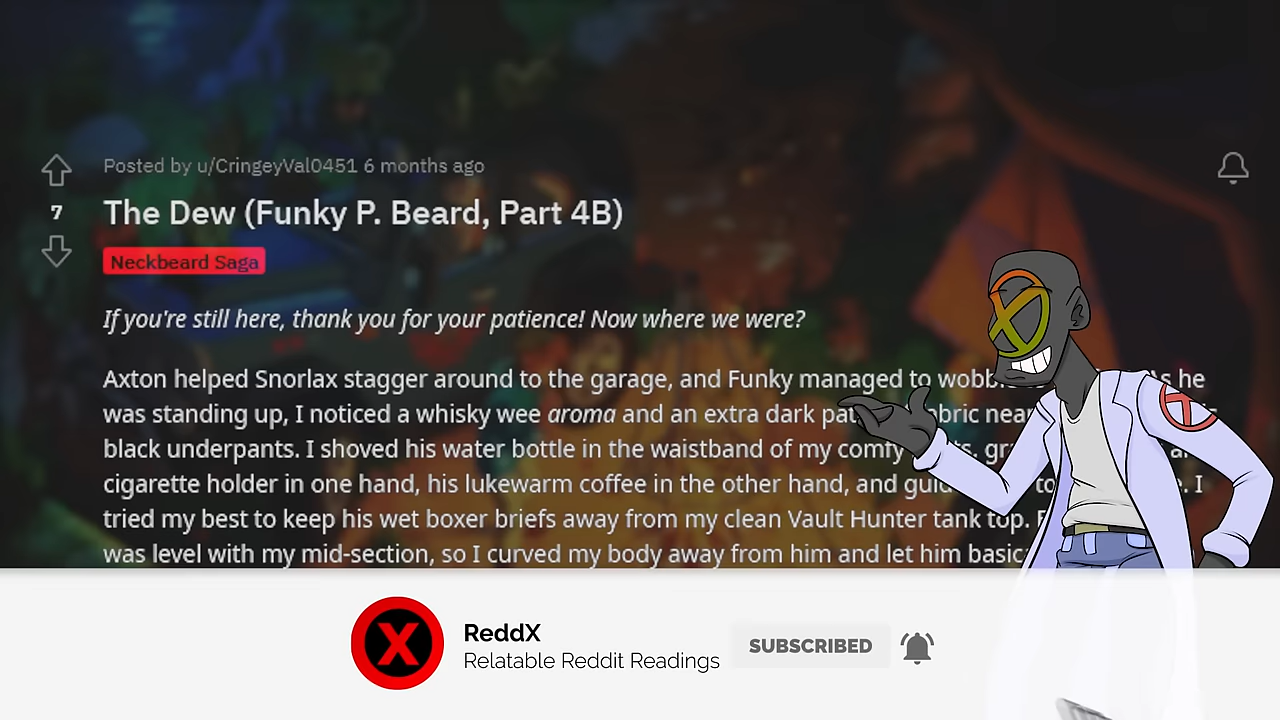 Posted by u/CringeyVal0451 6 months ago
7
The Dew (Funky P. Beard, Part 4B)
Neckbeard Saga
If you're still here, thank you for your patience! Now where we were?
Axton helped Snorlax stagger around to the garage, and Funky managed to he
was standing up, I noticed a whisky wee aroma and an extra dark
black underpants. I shoved his water bottle in the waistband of my comfy
cigarette holder in one hand, his lukewarm coffee in the other hand, and I
tried my best to keep his wet boxer briefs away from my clean Vault Hunter tank top.
was level with my mid-section, so I curved my body away from him and let him
ReddX
Relatable Reddit Readings
SUBSCRIBED